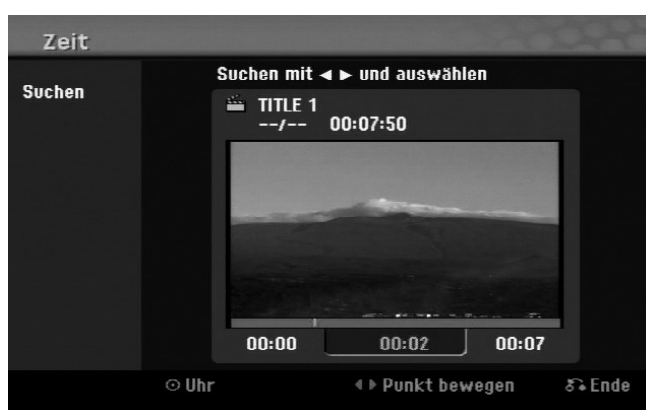 Zeit
Suchen
Suchen mit ◄ ► und auswählen
TITLE 1
--/-- 00:07:50
00:00 00:02 00:07
⊙ Uhr ◄ ► Punkt bewegen Ende